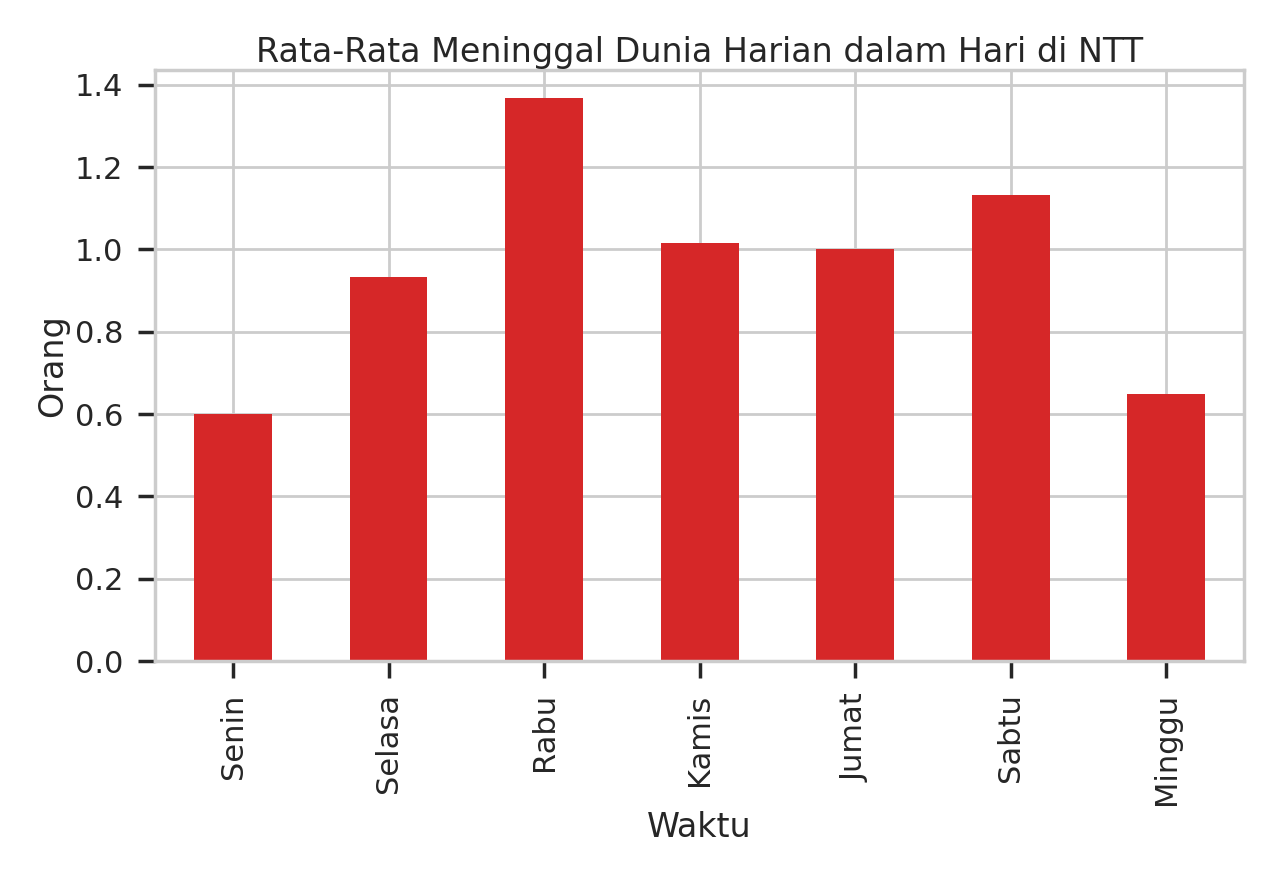 Rata-Rata Meninggal Dunia Harian dalam Hari di NTT
1.4
1.2
1.0
0.8
0.6
0.4
0.2
0.0
Orang
Senin
Selasa
Rabu
Kamis
Jumat
Sabtu
Minggu
Waktu